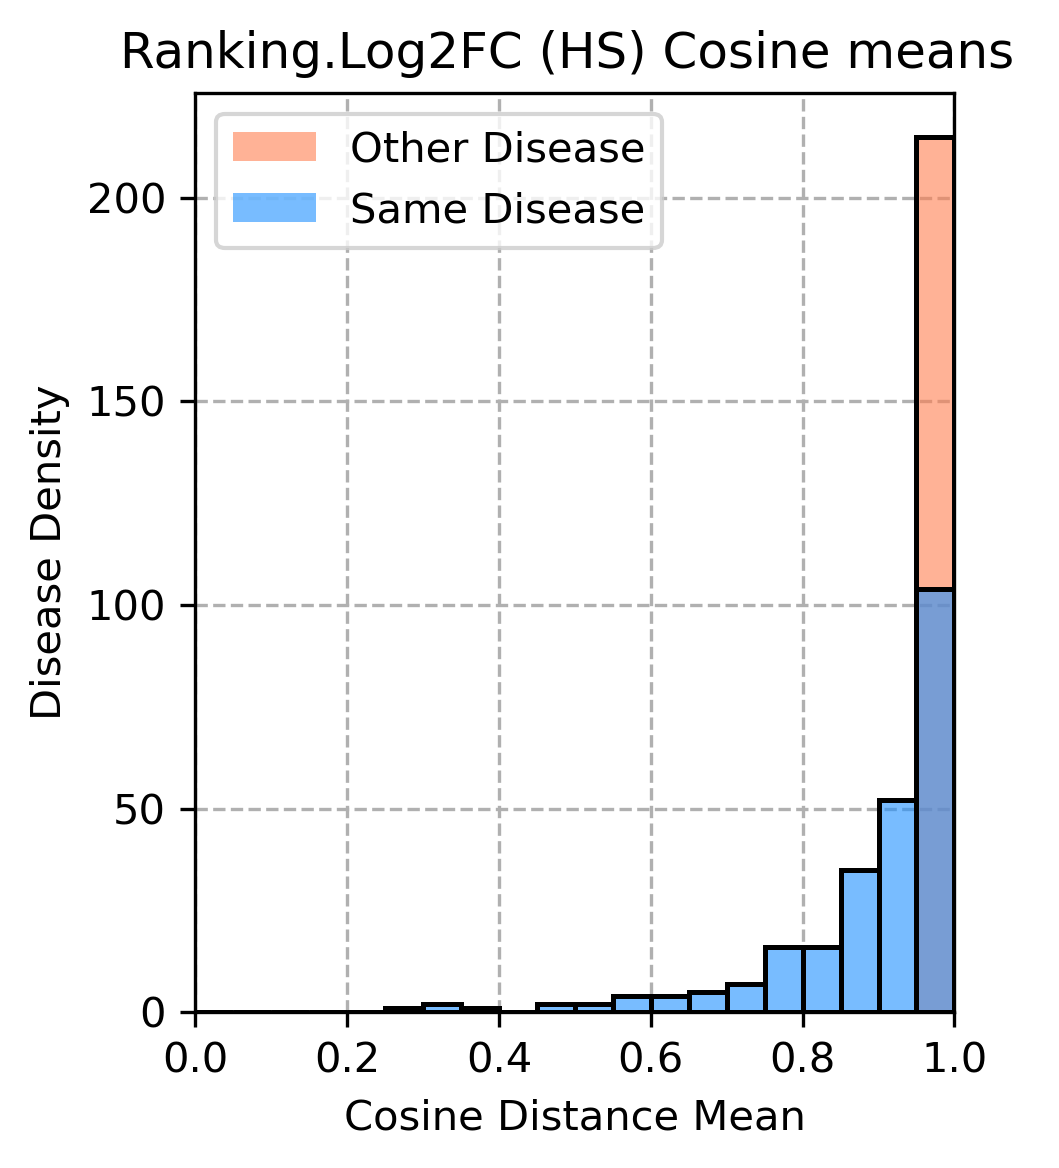 Ranking.Log2FC (HS) Cosine means
Other Disease
Same Disease
Disease Density
200
150
100
50
0
0.0 0.2 0.4 0.6 0.8 1.0
Cosine Distance Mean